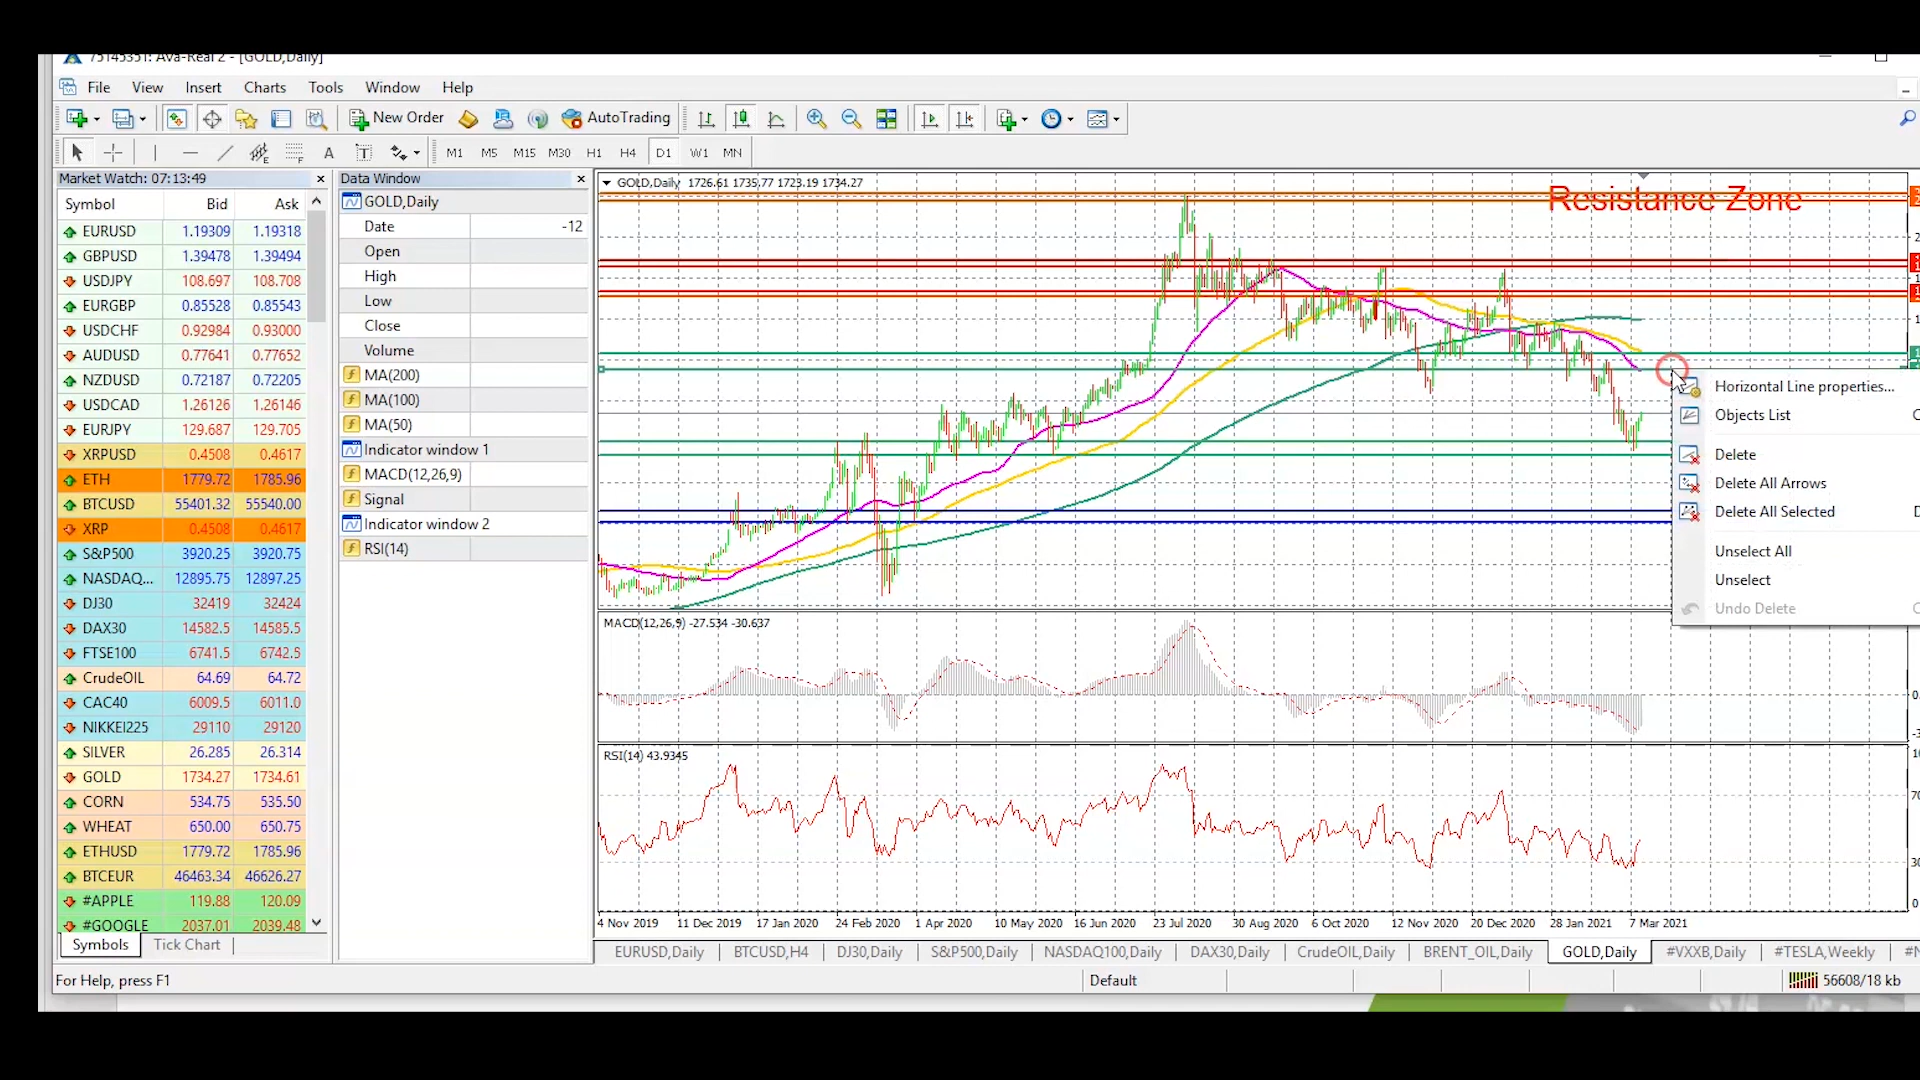 75145351: Ava-Real 2 - [GOLD,Daily]
File View Insert Charts Tools Window Help
New Order AutoTrading
A T M1 M5 M15 M30 H1 H4 D1 W1 MN
Market Watch: 07:13:49
Symbol Bid Ask
EURUSD 1.19309 1.19318
GBPUSD 1.39478 1.39494
USDJPY 108.697 108.708
EURGBP 0.85528 0.85543
USDCHF 0.92984 0.93000
AUDUSD 0.77641 0.77652
NZDUSD 0.72187 0.72205
USDCAD 1.26126 1.26146
EURJPY 129.687 129.705
XRPUSD 0.4508 0.4617
ETH 1779.72 1785.96
BTCUSD 55401.32 55540.00
XRP 0.4508 0.4617
S&P500 3920.25 3920.75
NASDAQ... 12895.75 12897.25
DJ30 32419 32424
DAX30 14582.5 14585.5
FTSE100 6741.5 6742.5
CrudeOIL 64.69 64.72
CAC40 6009.5 6011.0
NIKKEI225 29110 29120
SILVER 26.285 26.314
GOLD 1734.27 1734.61
CORN 534.75 535.50
WHEAT 650.00 650.75
ETHUSD 1779.72 1785.96
BTCEUR 46463.34 46626.27
#APPLE 119.88 120.09
#GOOGLE 2037.01 2039.48
Symbols Tick Chart
Data Window
GOLD,Daily
Date -12
Open
High
Low
Close
Volume
MA(200)
MA(100)
MA(50)
Indicator window 1
MACD(12,26,9)
Signal
Indicator window 2
RSI(14)
GOLD,Daily 1726.61 1735.77 1723.19 1734.27
Resistance Zone
Horizontal Line properties...
Objects List
Delete
Delete All Arrows
Delete All Selected
Unselect All
Unselect
Undo Delete
MACD(12,26,9) -27.534 -30.637
RSI(14) 43.9345
4 Nov 2019 11 Dec 2019 17 Jan 2020 24 Feb 2020 1 Apr 2020 10 May 2020 16 Jun 2020 23 Jul 2020 30 Aug 2020 6 Oct 2020 12 Nov 2020 20 Dec 2020 28 Jan 2021 7 Mar 2021
EURUSD,Daily BTCUSD,H4 DJ30,Daily S&P500,Daily NASDAQ100,Daily DAX30,Daily CrudeOIL,Daily BRENT_OIL,Daily GOLD,Daily #VXXB,Daily #TESLA,Weekly
For Help, press F1 Default 56608/18 kb